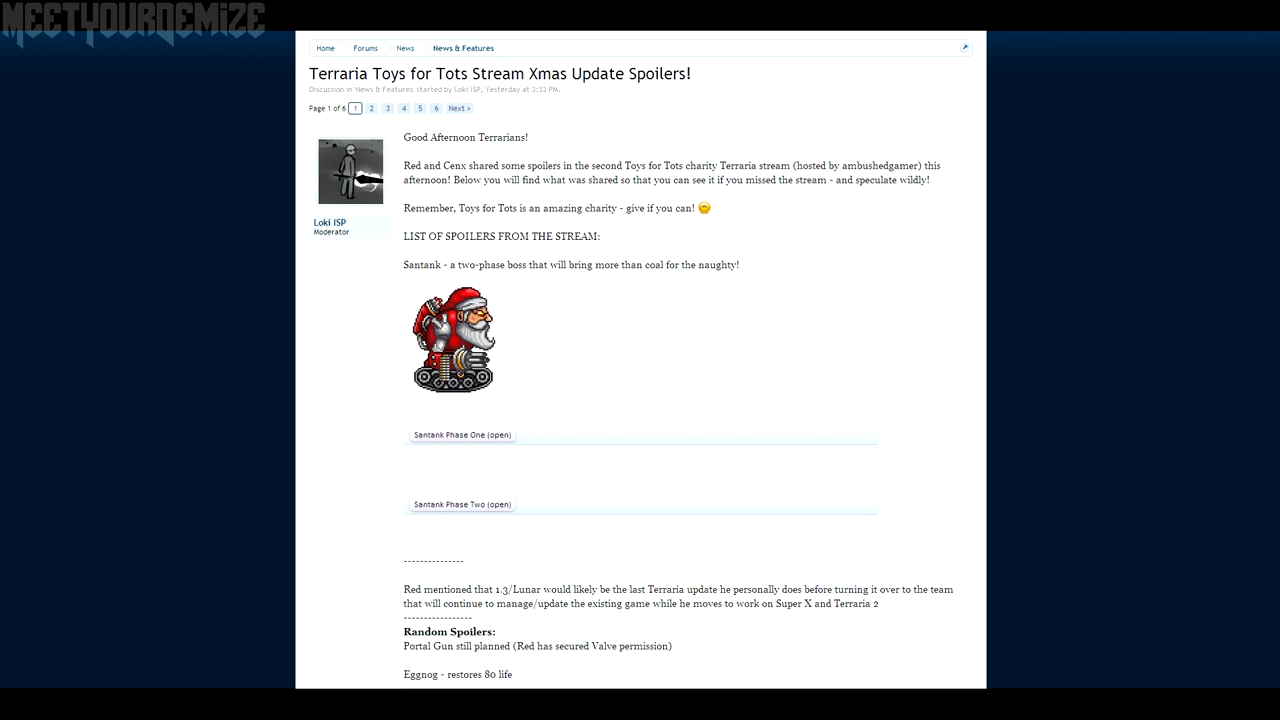 MEETYOURDEMIZE
Home Forums News News & Features
Terraria Toys for Tots Stream Xmas Update Spoilers!
Discussion in 'News & Features' started by Loki ISP, Yesterday at 3:33 PM.
Page 1 of 6 1 2 3 4 5 6 Next >
Good Afternoon Terrarians!
Red and Cenx shared some spoilers in the second Toys for Tots charity Terraria stream (hosted by ambushedgamer) this
afternoon! Below you will find what was shared so that you can see it if you missed the stream - and speculate wildly!
Remember, Toys for Tots is an amazing charity - give if you can!
Loki ISP
Moderator
LIST OF SPOILERS FROM THE STREAM:
Santank - a two-phase boss that will bring more than coal for the naughty!
Santank Phase One (open)
Santank Phase Two (open)
---------------
Red mentioned that 1.3/Lunar would likely be the last Terraria update he personally does before turning it over to the team
that will continue to manage/update the existing game while he moves to work on Super X and Terraria 2
-----------------
Random Spoilers:
Portal Gun still planned (Red has secured Valve permission)
Eggnog - restores 80 life